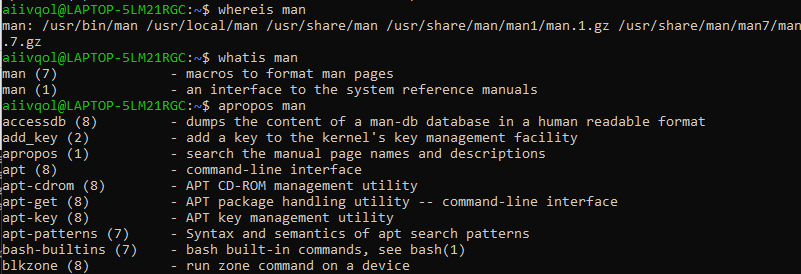 aiivqol@LAPTOP-5LM21RGC:~$ whereis man
man: /usr/bin/man /usr/local/man /usr/share/man /usr/share/man/man1/man.1.gz /usr/share/man/man7/man
.7.gz
aiivqol@LAPTOP-5LM21RGC:~$ whatis man
man (7)              - macros to format man pages
man (1)              - an interface to the system reference manuals
aiivqol@LAPTOP-5LM21RGC:~$ apropos man
accessdb (8)         - dumps the content of a man-db database in a human readable format
add_key (2)          - add a key to the kernel's key management facility
apropos (1)          - search the manual page names and descriptions
apt (8)              - command-line interface
apt-cdrom (8)        - APT CD-ROM management utility
apt-get (8)          - APT package handling utility -- command-line interface
apt-key (8)          - APT key management utility
apt-patterns (7)     - Syntax and semantics of apt search patterns
bash-builtins (7)    - bash built-in commands, see bash(1)
blkzone (8)          - run zone command on a device